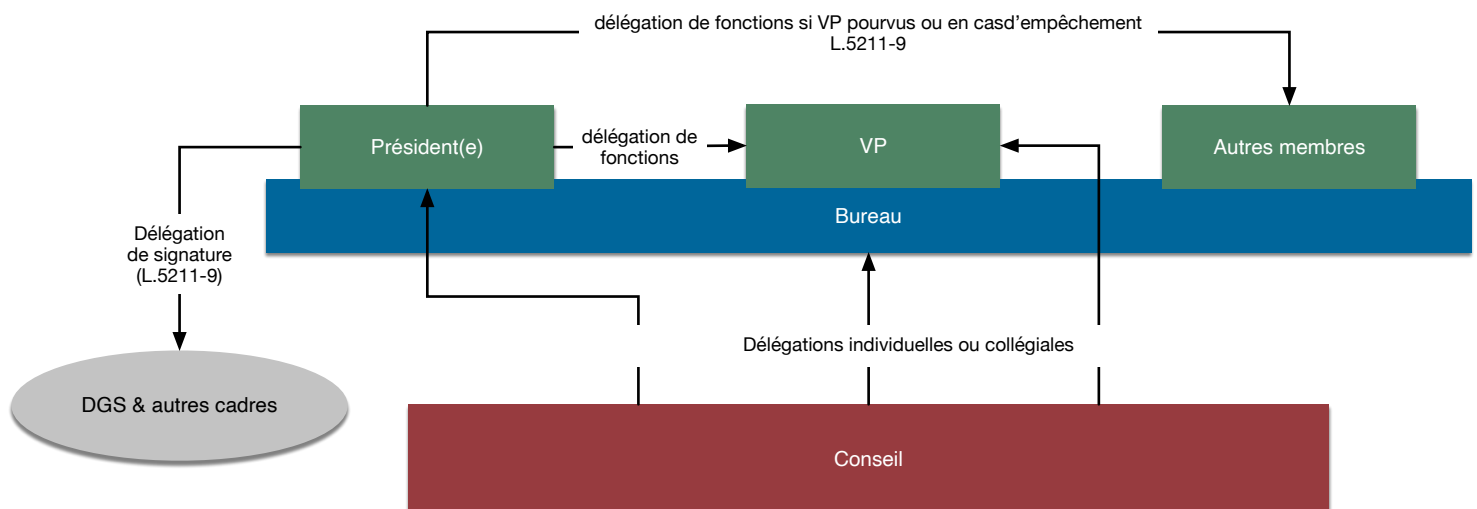 délégation de fonctions si VP pourvus ou en casd'empêchement
L.5211-9
Président(e)
délégation de
fonctions
VP
Autres membres
Bureau
Délégation
de signature
(L.5211-9)
Délégations individuelles ou collégiales
DGS & autres cadres
Conseil